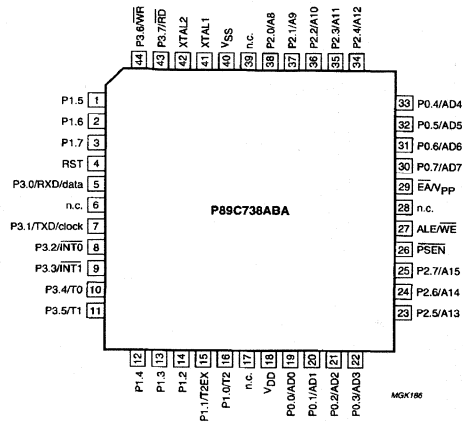 P3.6/WR
P3.7/RD
XTAL2
XTAL1
VSS
n.c.
P2.0/A8
P2.1/A9
P2.2/A10
P2.3/A11
P2.4/A12
44
43
42
41
40
39
38
37
36
35
34
P1.5 1
P1.6 2
P1.7 3
RST 4
P3.0/RXD/data 5
n.c. 6
P3.1/TXD/clock 7
P3.2/INT0 8
P3.3/INT1 9
P3.4/T0 10
P3.5/T1 11
P89C738ABA
33 P0.4/AD4
32 P0.5/AD5
31 P0.6/AD6
30 P0.7/AD7
29 EA/VPP
28 n.c.
27 ALE/WE
26 PSEN
25 P2.7/A15
24 P2.6/A14
23 P2.5/A13
12
13
14
15
16
17
18
19
20
21
22
P1.4
P1.3
P1.2
P1.1/T2EX
P1.0/T2
n.c.
VDD
P0.0/AD0
P0.1/AD1
P0.2/AD2
P0.3/AD3
MGK186